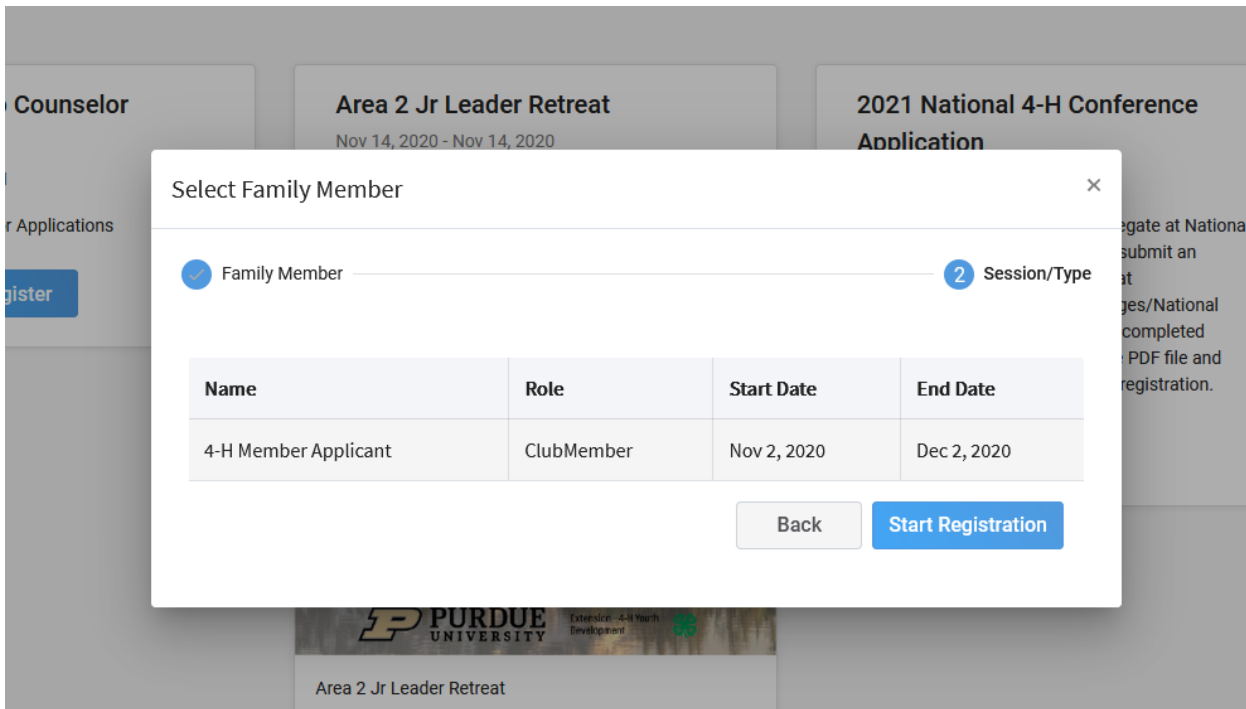 Counselor
r Applications
gister
Area 2 Jr Leader Retreat
Nov 14, 2020 - Nov 14, 2020
2021 National 4-H Conference
Application
egate at Nationa
submit an
at
ges/National
completed
PDF file and
registration.
Select Family Member
×
Family Member
2 Session/Type
Name Role Start Date End Date
4-H Member Applicant ClubMember Nov 2, 2020 Dec 2, 2020
Back Start Registration
PURDUE
UNIVERSITY
Extension - 4-H Youth
Development
Area 2 Jr Leader Retreat